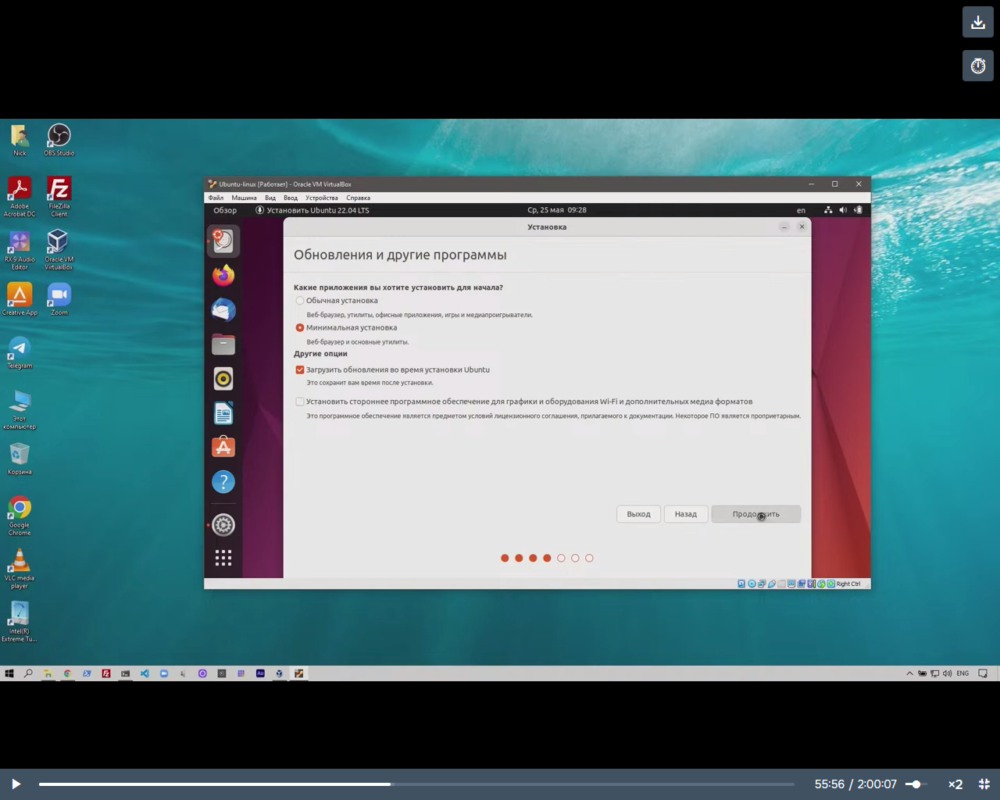 Nick
OBS Studio
Adobe
Acrobat DC
FileZilla
Client
RX 9 Audio
Editor
Oracle VM
VirtualBox
Creative App
Zoom
Telegram
Этот
компьютер
Корзина
Google
Chrome
VLC media
player
Intel(R)
Extreme Tu...
Ubuntu-linux [Работает] - Oracle VM VirtualBox
Файл Машина Вид Ввод Устройства Справка
Обзор Установить Ubuntu 22.04 LTS Ср, 25 мая 09:28 en
Установка
Обновления и другие программы
Какие приложения вы хотите установить для начала?
Обычная установка
Веб-браузер, утилиты, офисные приложения, игры и медиапроигрыватели.
Минимальная установка
Веб-браузер и основные утилиты.
Другие опции
Загрузить обновления во время установки Ubuntu
Это сохранит вам время после установки.
Установить стороннее программное обеспечение для графики и оборудования Wi-Fi и дополнительных медиа форматов
Это программное обеспечение является предметом условий лицензионного соглашения, прилагаемого к документации. Некоторое ПО является проприетарным.
Выход Назад Продолжить
Right Ctrl
ENG
55:56 / 2:00:07 ×2